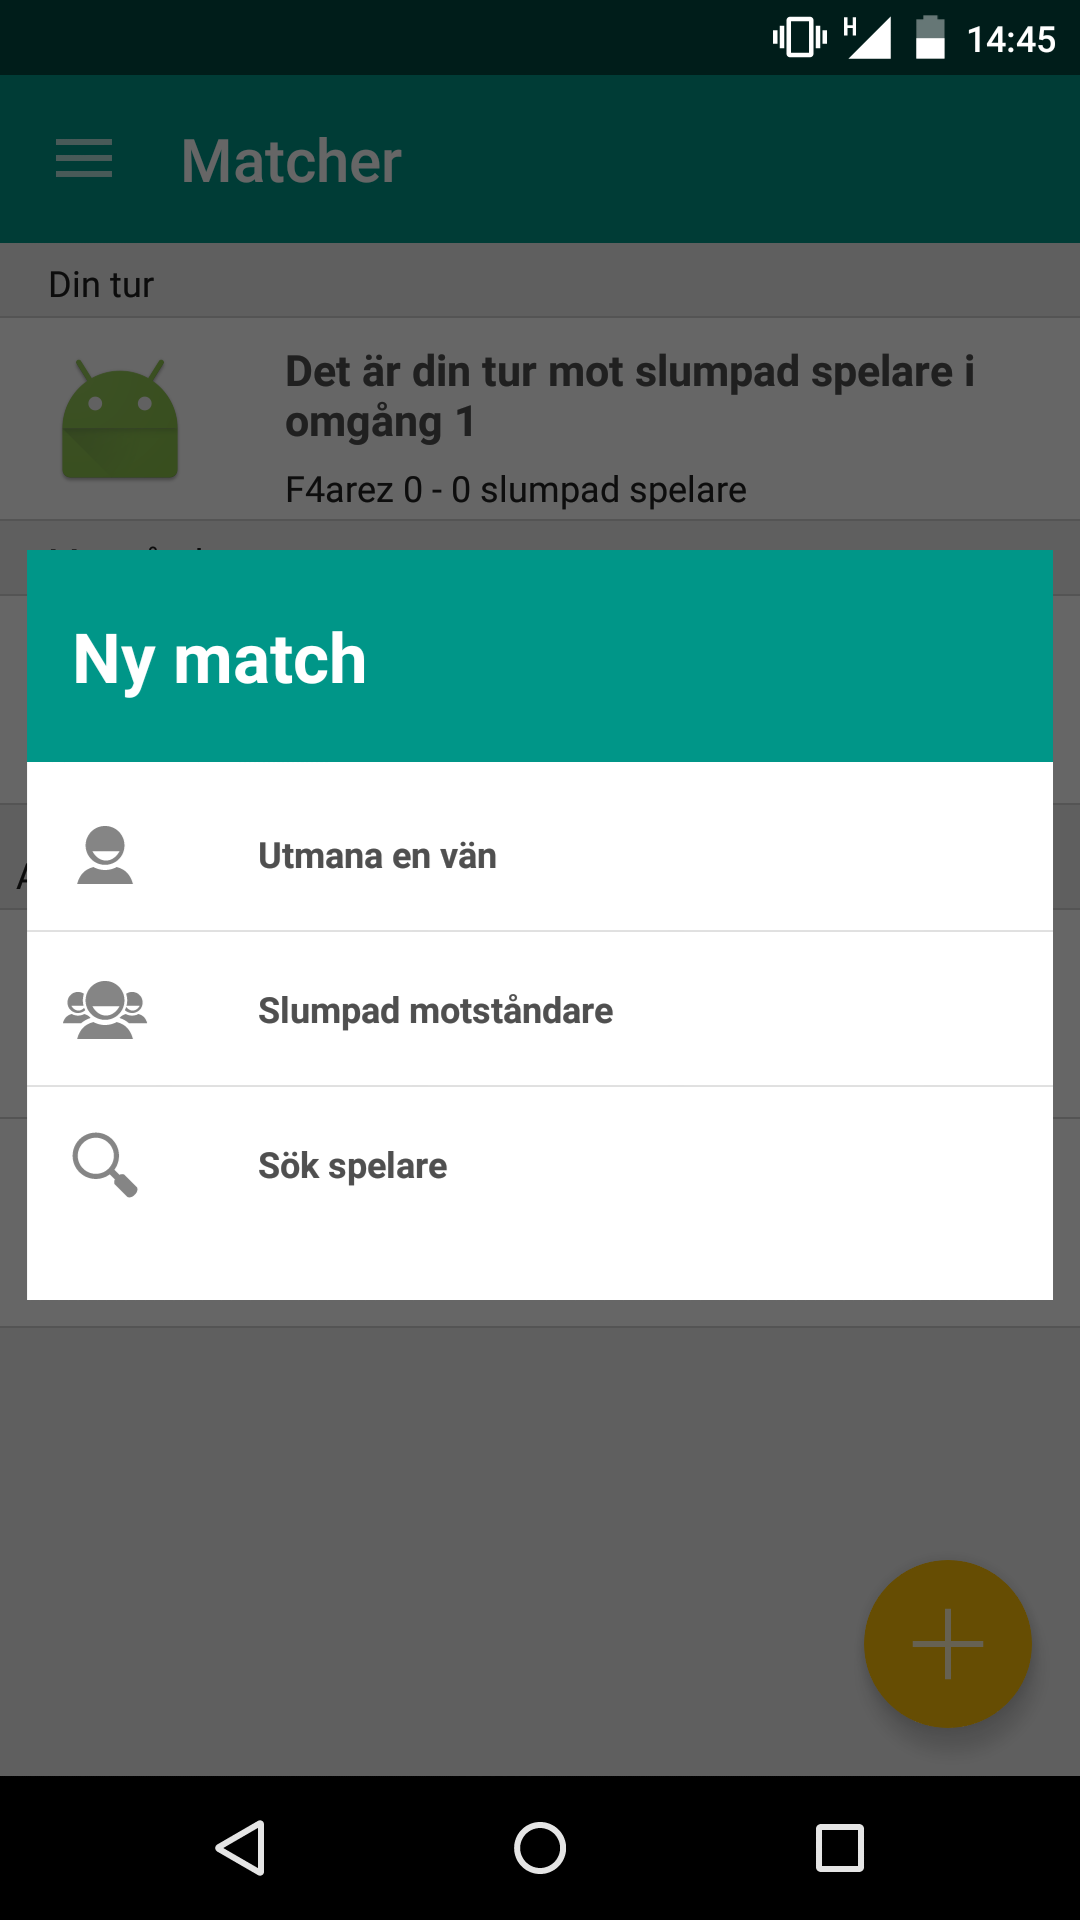 H 14:45
Matcher
Din tur
Det är din tur mot slumpad spelare i
omgång 1
F4arez 0 - 0 slumpad spelare
Ny match
Utmana en vän
Slumpad motståndare
Sök spelare